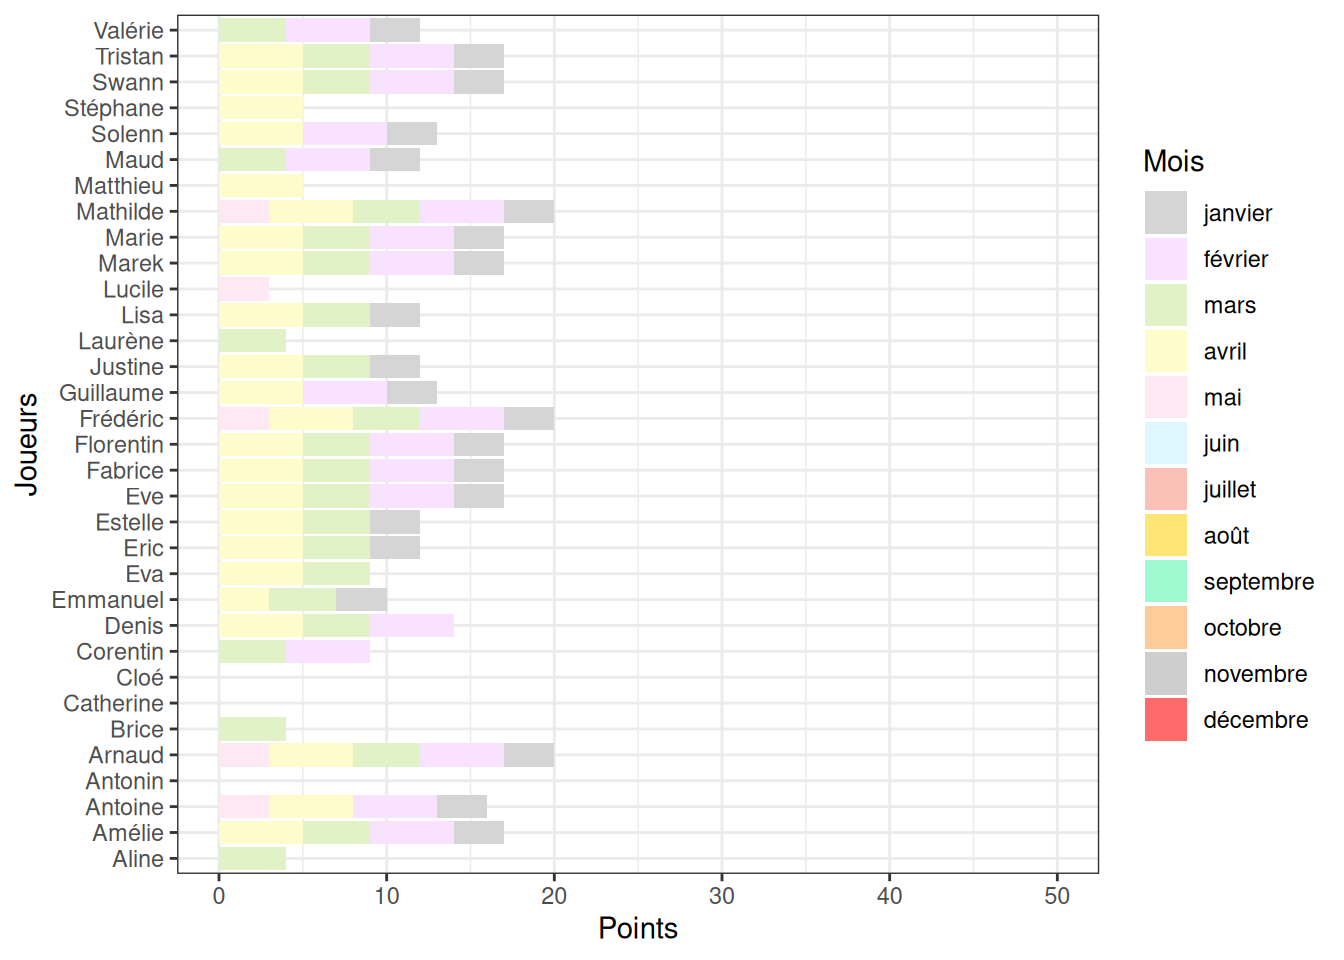 Valérie
Tristan
Swann
Stéphane
Solenn
Maud
Matthieu
Mathilde
Marie
Marek
Lucile
Lisa
Laurène
Justine
Guillaume
Frédéric
Florentin
Fabrice
Eve
Estelle
Eric
Eva
Emmanuel
Denis
Corentin
Cloé
Catherine
Brice
Arnaud
Antonin
Antoine
Amélie
Aline
Joueurs
0 10 20 30 40 50
Points
Mois
janvier
février
mars
avril
mai
juin
juillet
août
septembre
octobre
novembre
décembre